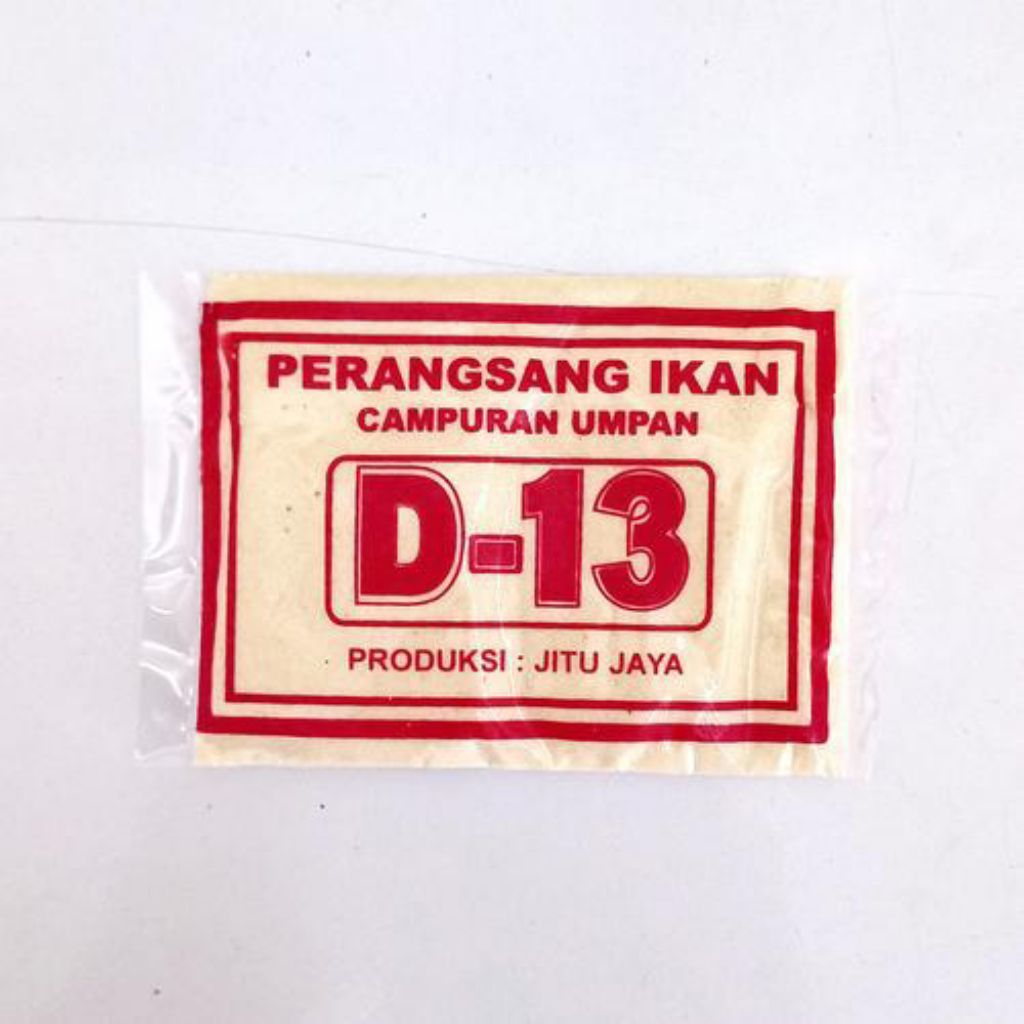 PERANGSANG IKAN
CAMPURAN UMPAN
D-13
PRODUKSI : JITU JAYA